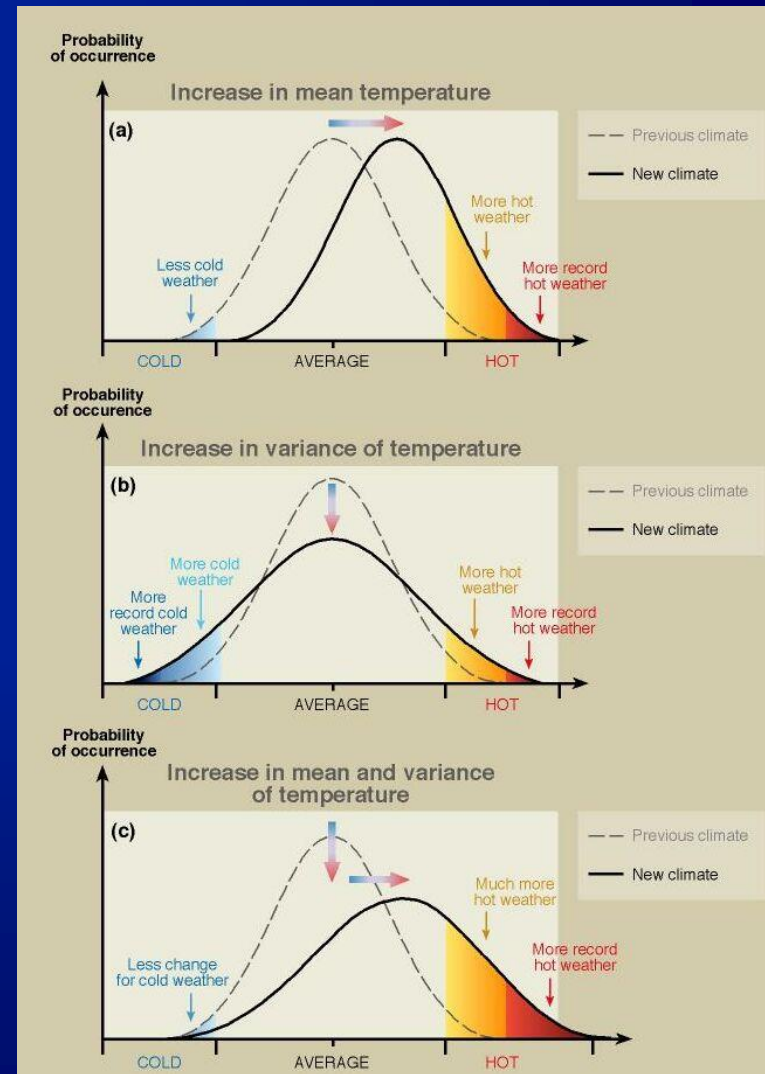 Probability
of occurrence
Increase in mean temperature
(a)
Previous climate
New climate
More hot
weather
Less cold
weather
More record
hot weather
COLD
AVERAGE
HOT
Probability
of occurence
Increase in variance of temperature
(b)
Previous climate
New climate
More cold
weather
More
record cold
weather
More hot
weather
More record
hot weather
COLD
AVERAGE
HOT
Probability
of occurrence
Increase in mean and variance
of temperature
(c)
Previous climate
New climate
Much more
hot weather
Less change
for cold weather
More record
hot weather
COLD
AVERAGE
HOT